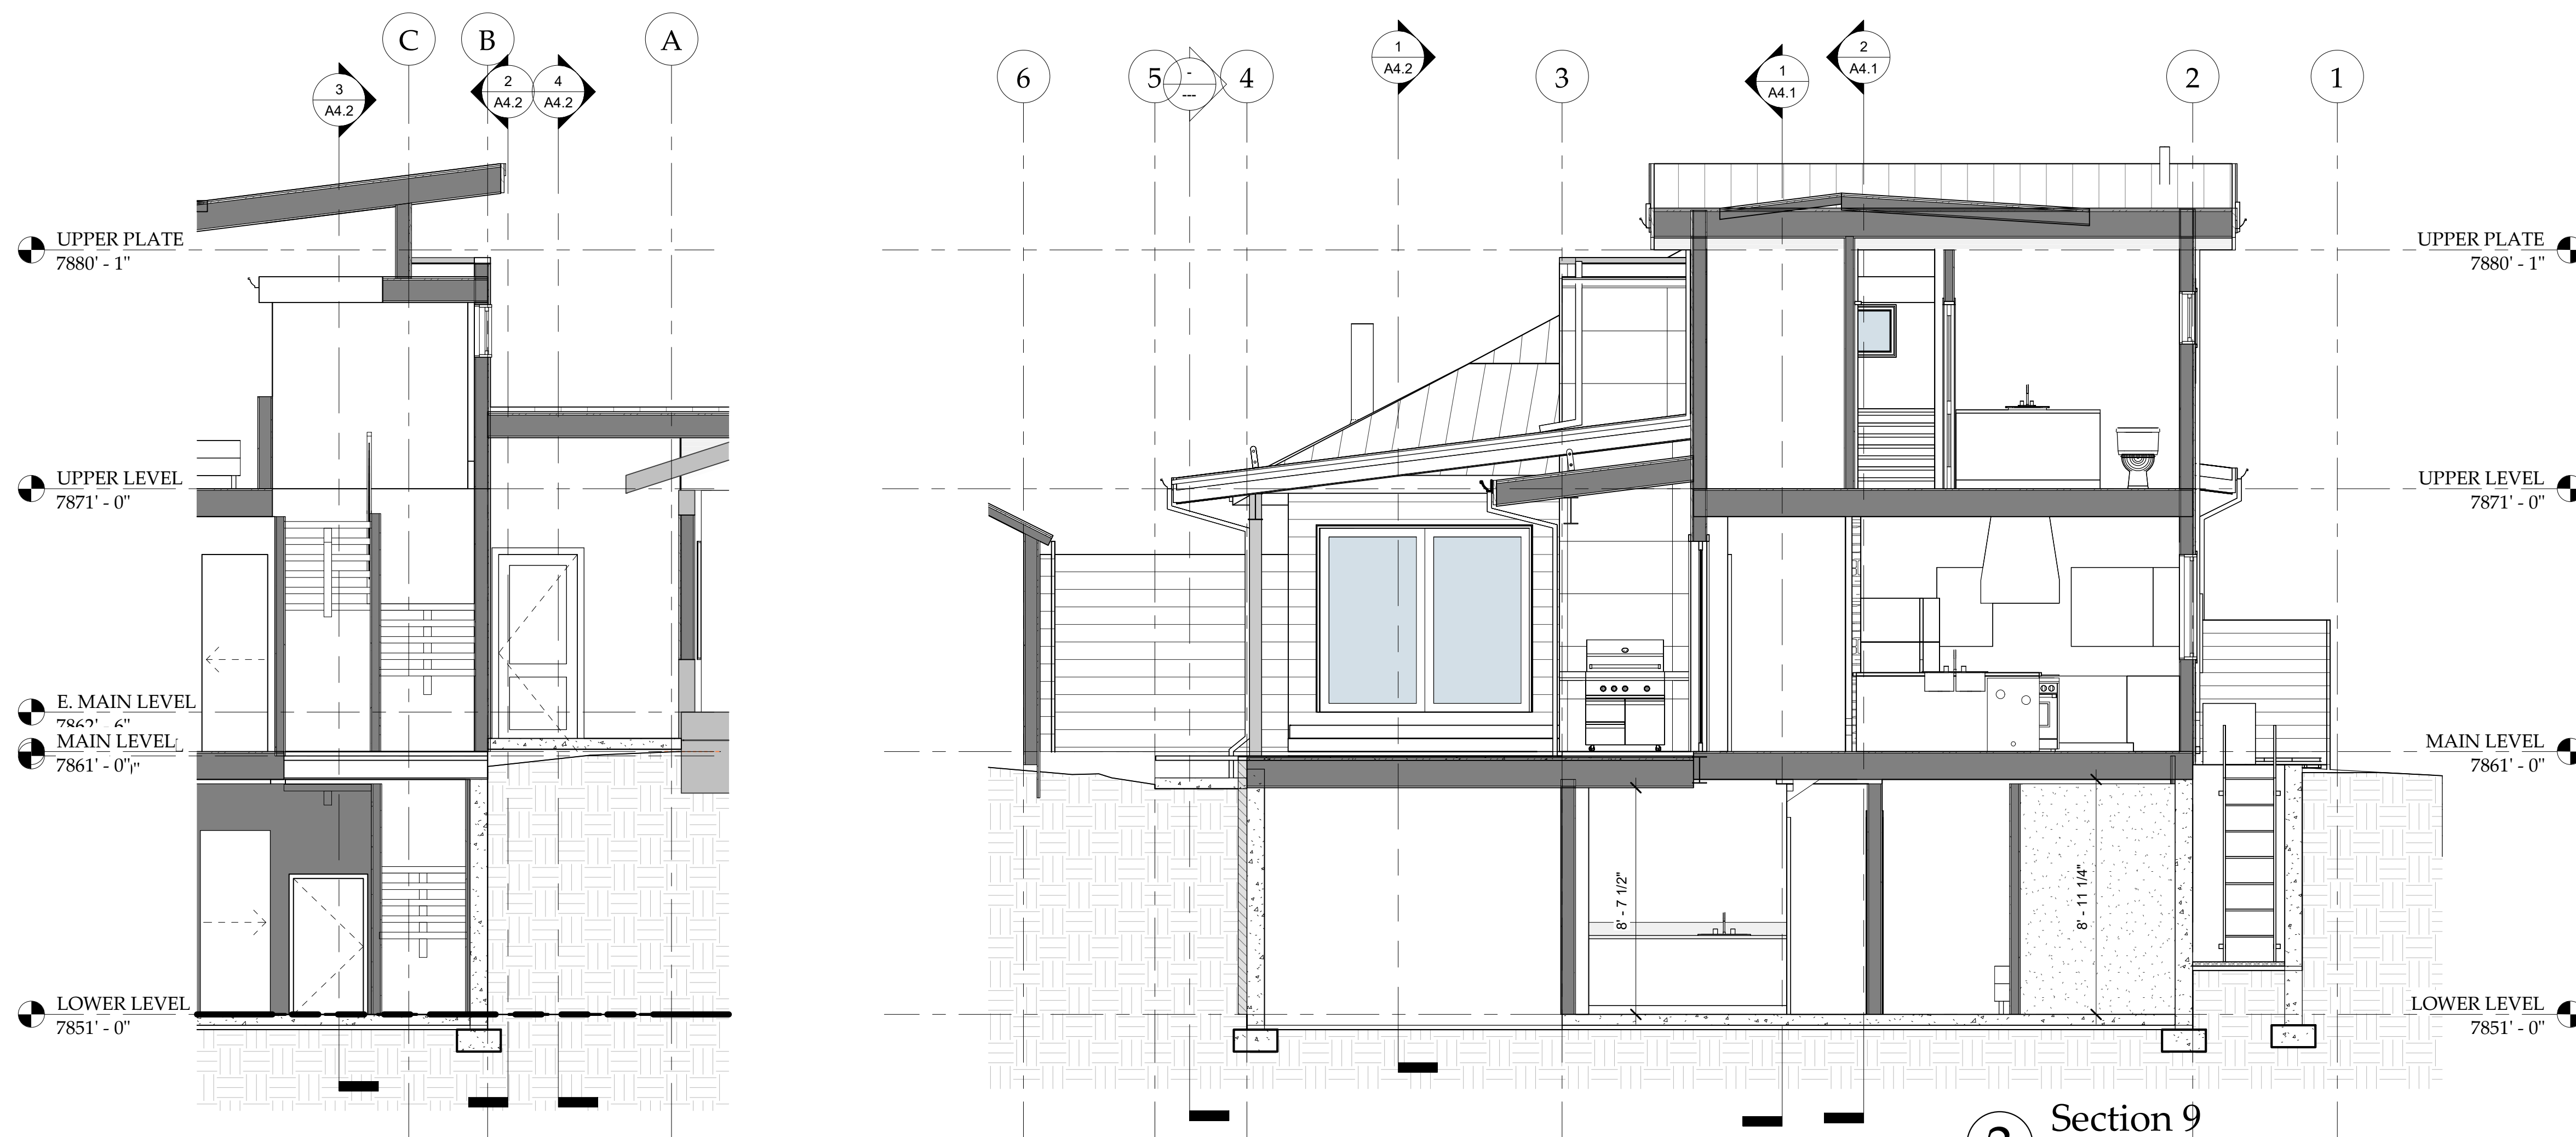 C
B
A
3
A4.2
2
A4.2
4
A4.2
UPPER PLATE
7880' - 1"
UPPER LEVEL
7871' - 0"
E. MAIN LEVEL
7862' - 6"
MAIN LEVEL
7861' - 0"
LOWER LEVEL
7851' - 0"
6
5
-
---
4
1
A4.2
3
1
A4.1
2
A4.1
2
1
UPPER PLATE
7880' - 1"
UPPER LEVEL
7871' - 0"
MAIN LEVEL
7861' - 0"
8' - 7 1/2"
8' - 11 1/4"
LOWER LEVEL
7851' - 0"
Section 9